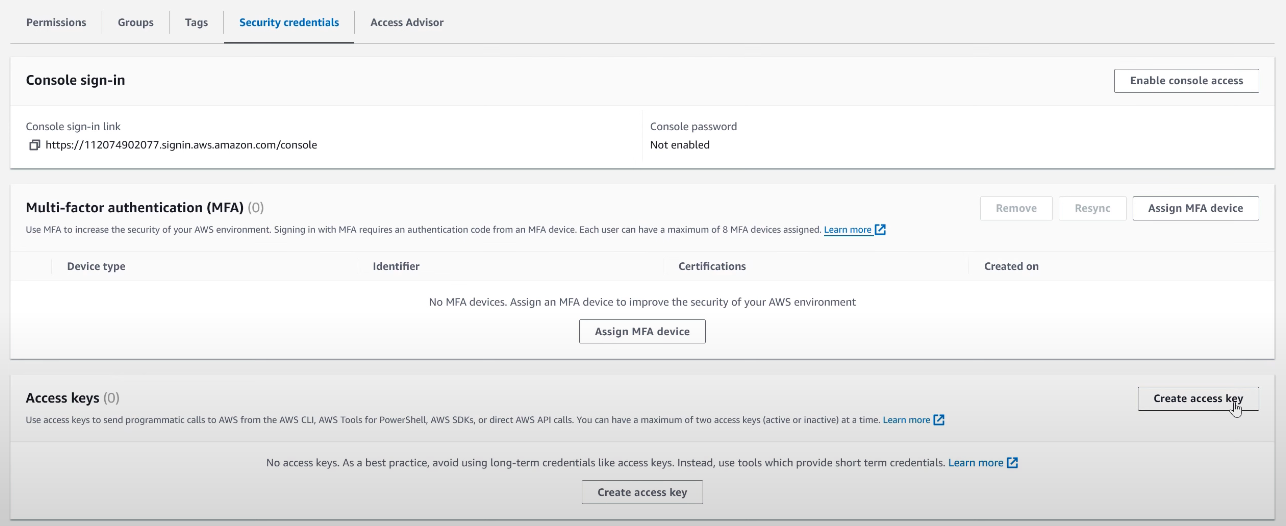 Permissions
Groups
Tags
Security credentials
Access Advisor
Console sign-in
Enable console access
Console sign-in link
https://112074902077.signin.aws.amazon.com/console
Console password
Not enabled
Multi-factor authentication (MFA) (0)
Remove
Resync
Assign MFA device
Use MFA to increase the security of your AWS environment. Signing in with MFA requires an authentication code from an MFA device. Each user can have a maximum of 8 MFA devices assigned. Learn more
Device type
Identifier
Certifications
Created on
No MFA devices. Assign an MFA device to improve the security of your AWS environment
Assign MFA device
Access keys (0)
Create access key
Use access keys to send programmatic calls to AWS from the AWS CLI, AWS Tools for PowerShell, AWS SDKs, or direct AWS API calls. You can have a maximum of two access keys (active or inactive) at a time. Learn more
No access keys. As a best practice, avoid using long-term credentials like access keys. Instead, use tools which provide short term credentials. Learn more
Create access key